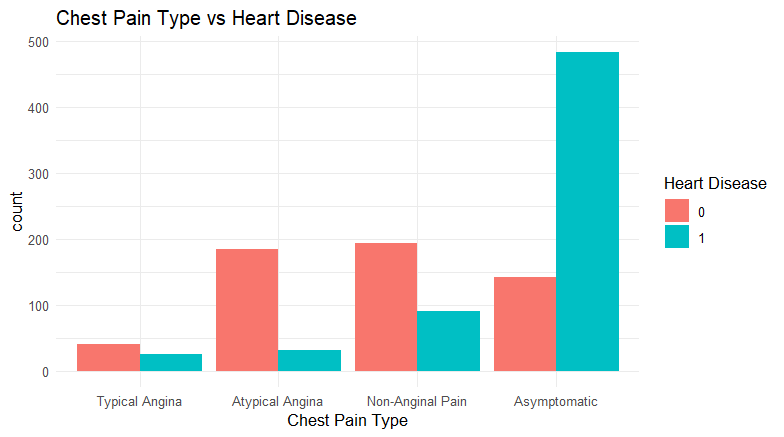 Chest Pain Type vs Heart Disease
500
400
300
200
100
0
count
Typical Angina
Atypical Angina
Non-Anginal Pain
Asymptomatic
Chest Pain Type
Heart Disease
0
1